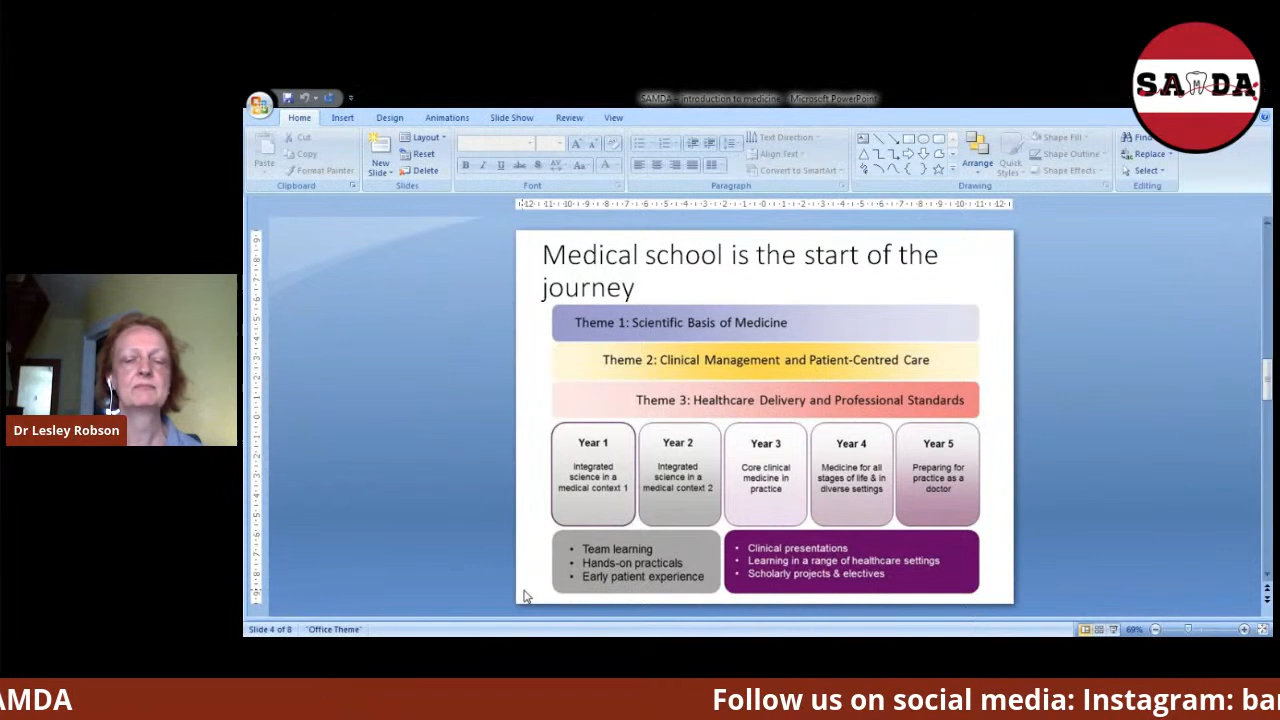 SAMDA
SAMDA - introduction to medicine - Microsoft PowerPoint
Home Insert Design Animations Slide Show Review View
Paste
Cut
Copy
Format Painter
Clipboard
New
Slide
Layout
Reset
Delete
Slides
Font
Text Direction
Align Text
Convert to SmartArt
Paragraph
Arrange
Quick
Styles
Shape Fill
Shape Outline
Shape Effects
Drawing
Replace
Select
Editing
Medical school is the start of the
journey
Theme 1: Scientific Basis of Medicine
Theme 2: Clinical Management and Patient-Centred Care
Theme 3: Healthcare Delivery and Professional Standards
Year 1
Integrated
science in a
medical context 1
Year 2
Integrated
science in a
medical context 2
Year 3
Core clinical
medicine in
practice
Year 4
Medicine for all
stages of life & in
diverse settings
Year 5
Preparing for
practice as a
doctor
• Team learning
• Hands-on practicals
• Early patient experience
• Clinical presentations
• Learning in a range of healthcare settings
• Scholarly projects & electives
Dr Lesley Robson
Slide 4 of 8 "Office Theme" 69%
AMDA Follow us on social media: Instagram: ba